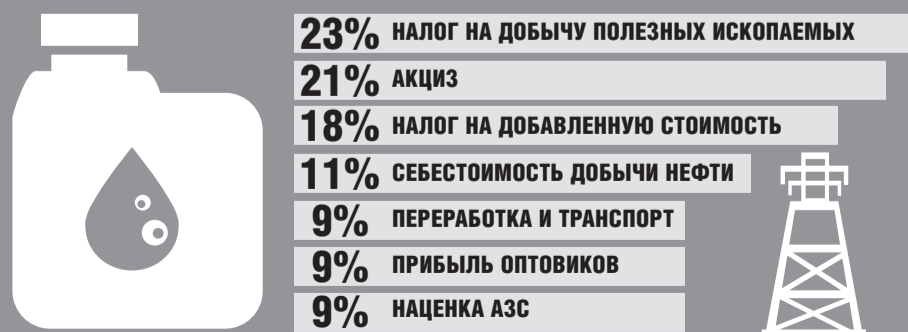 23% НАЛОГ НА ДОБЫЧУ ПОЛЕЗНЫХ ИСКОПАЕМЫХ
21% АКЦИЗ
18% НАЛОГ НА ДОБАВЛЕННУЮ СТОИМОСТЬ
11% СЕБЕСТОИМОСТЬ ДОБЫЧИ НЕФТИ
9% ПЕРЕРАБОТКА И ТРАНСПОРТ
9% ПРИБЫЛЬ ОПТОВИКОВ
9% НАЦЕНКА АЗС